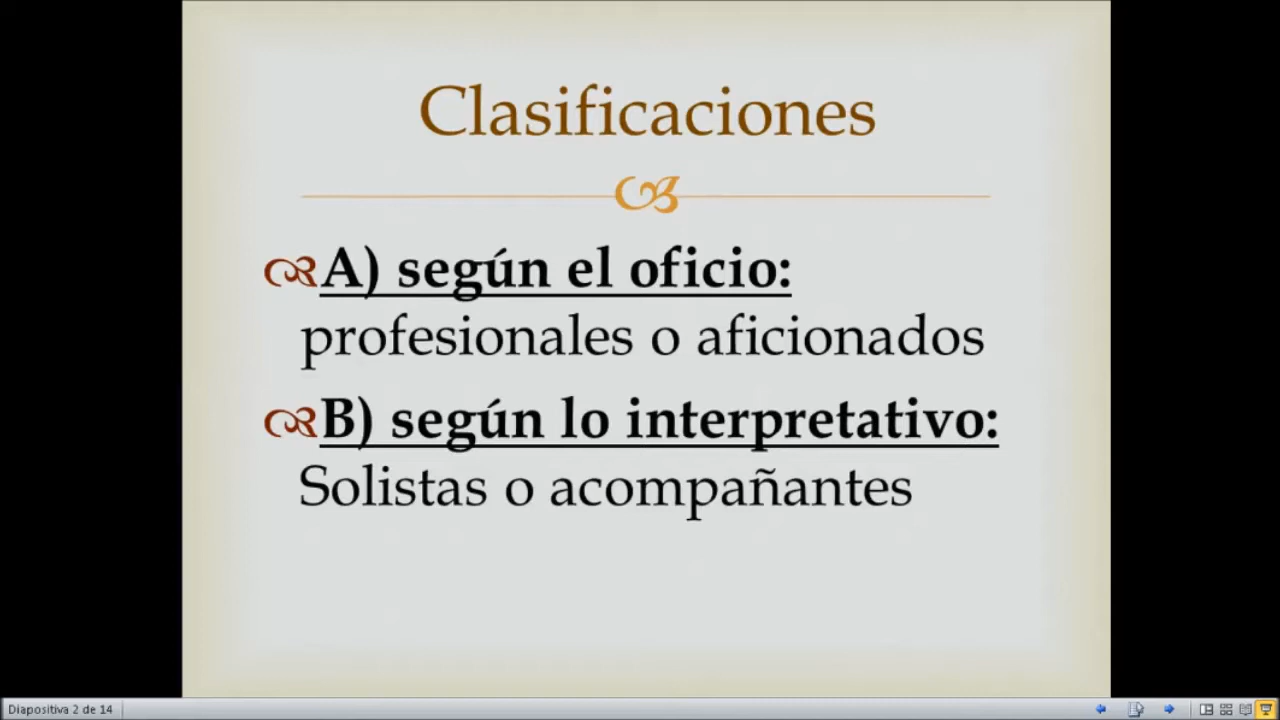 Clasificaciones
A) según el oficio:
profesionales o aficionados
B) según lo interpretativo:
Solistas o acompañantes
Diapositiva 2 de 14